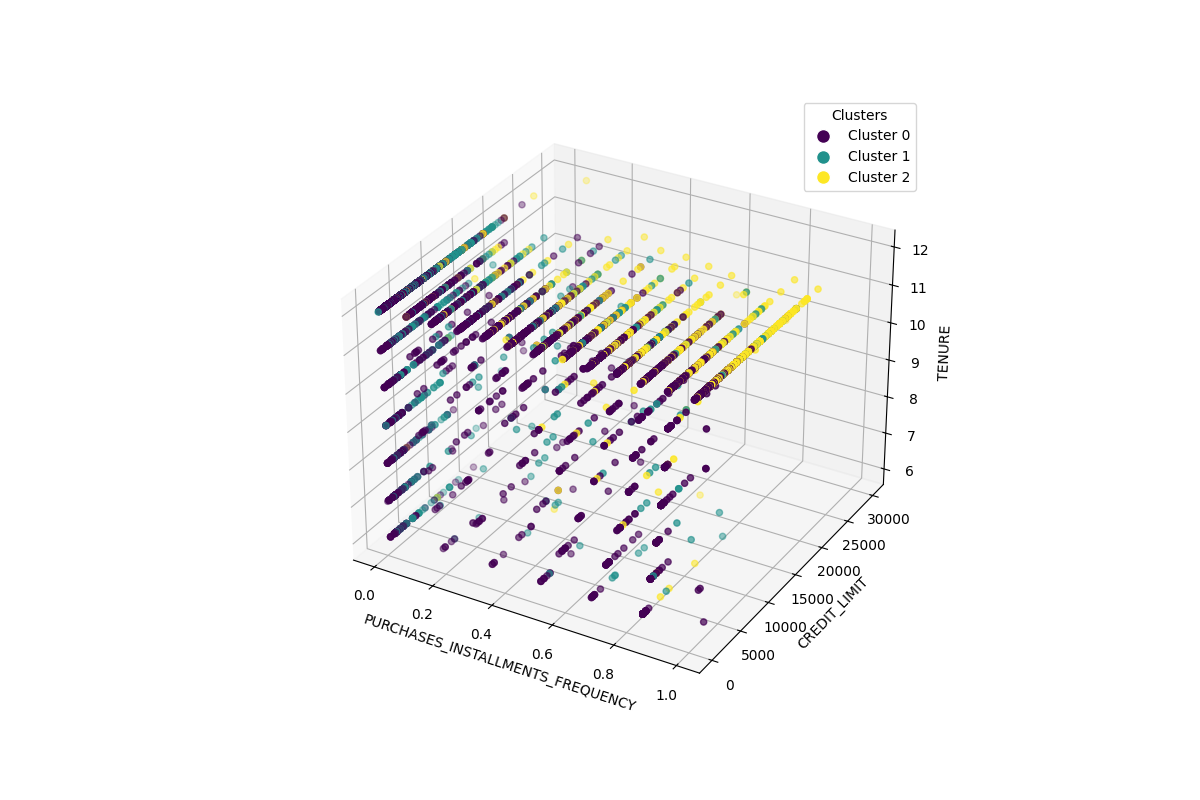 Clusters
Cluster 0
Cluster 1
Cluster 2
12
11
10
9
8
7
6
TENURE
30000
25000
20000
15000
10000
5000
0
CREDIT_LIMIT
0.0
0.2
0.4
0.6
0.8
1.0
PURCHASES_INSTALLMENTS_FREQUENCY